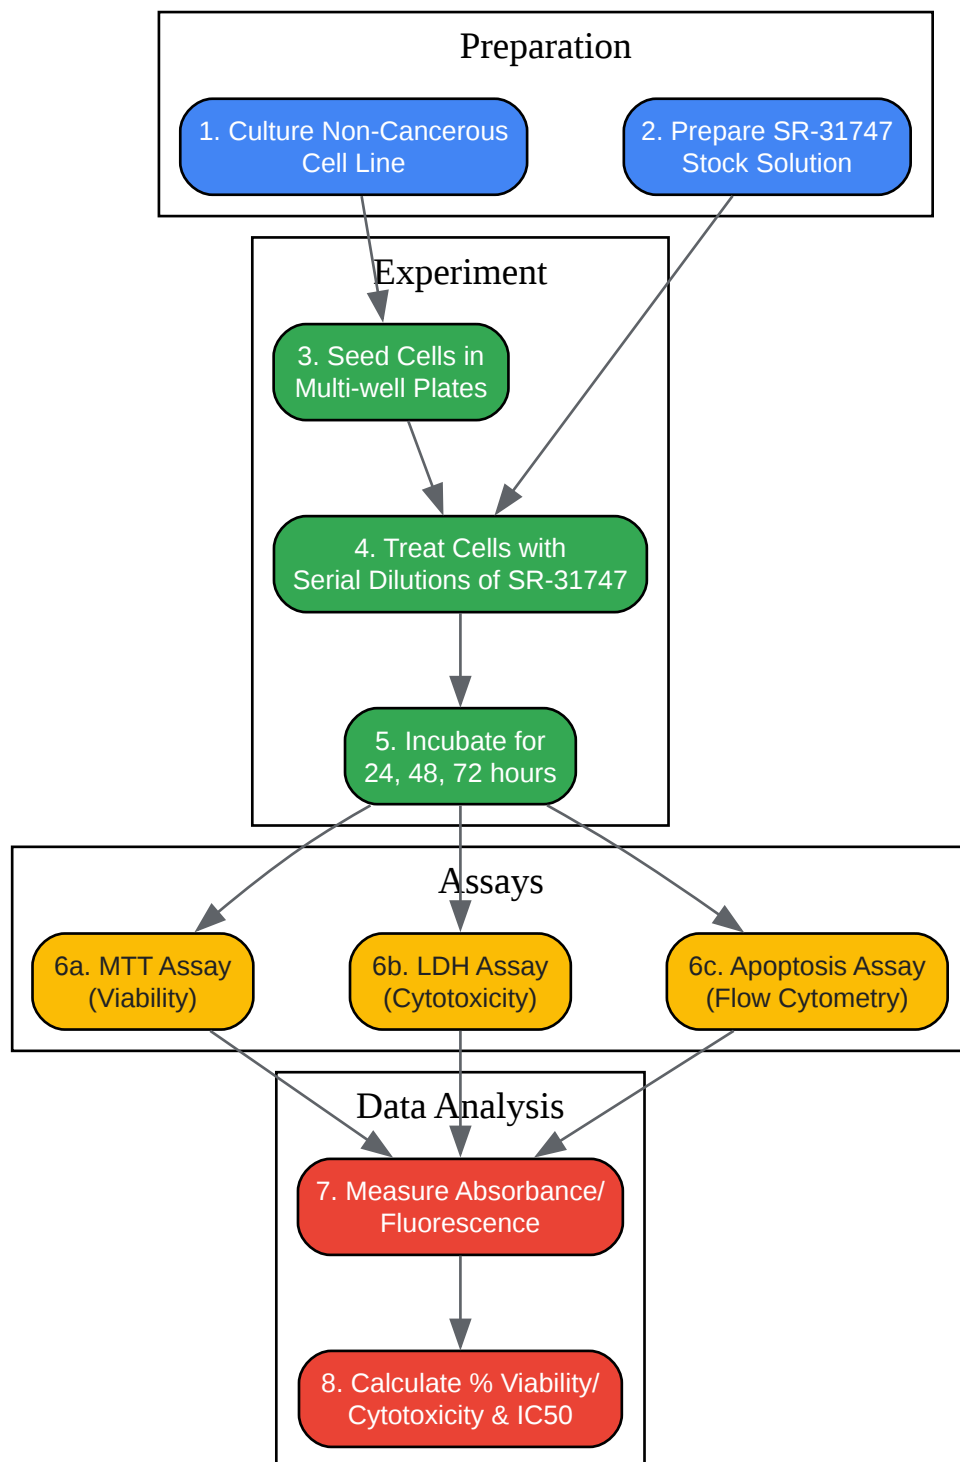 Preparation
1. Culture Non-Cancerous
Cell Line
2. Prepare SR-31747
Stock Solution
Experiment
3. Seed Cells in
Multi-well Plates
4. Treat Cells with
Serial Dilutions of SR-31747
5. Incubate for
24, 48, 72 hours
Assays
6a. MTT Assay
(Viability)
6b. LDH Assay
(Cytotoxicity)
6c. Apoptosis Assay
(Flow Cytometry)
Data Analysis
7. Measure Absorbance/
Fluorescence
8. Calculate % Viability/
Cytotoxicity & IC50